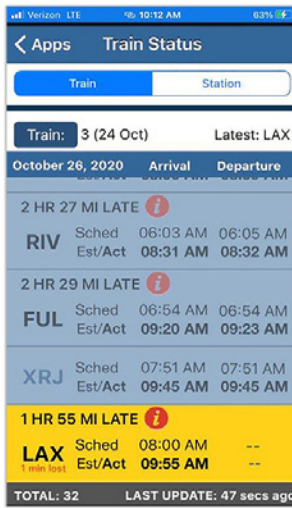 Verizon LTE 10:12 AM 63%
Apps Train Status
Train Station
Train: 3 (24 Oct) Latest: LAX
October 26, 2020 Arrival Departure
2 HR 27 MI LATE i
RIV Sched 06:03 AM 06:05 AM
Est/Act 08:31 AM 08:32 AM
2 HR 29 MI LATE i
FUL Sched 06:54 AM 06:54 AM
Est/Act 09:20 AM 09:23 AM
XRJ Sched 07:51 AM 07:51 AM
Est/Act 09:45 AM 09:45 AM
1 HR 55 MI LATE i
LAX Sched 08:00 AM --
1 min lost Est/Act 09:55 AM --
TOTAL: 32 LAST UPDATE: 47 secs ago